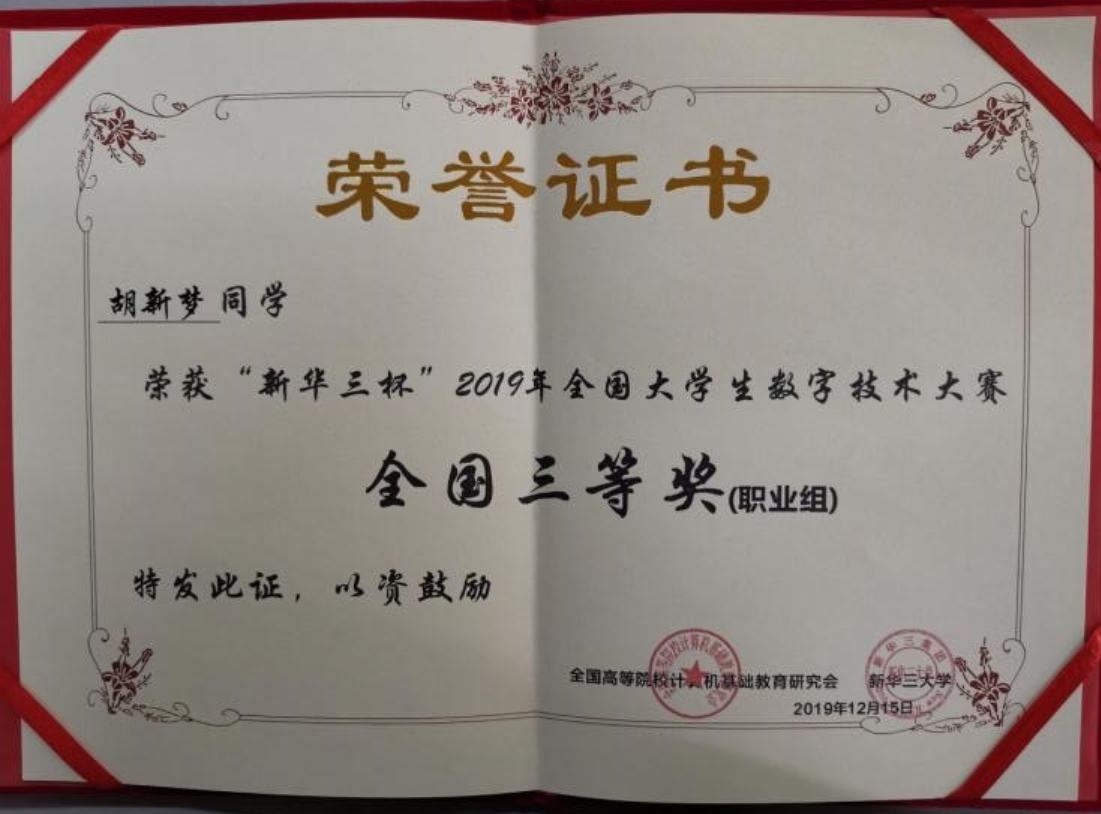 荣誉证书
胡新梦同学
荣获“新华三杯”2019年全国大学生数字技术大赛
全国三等奖(职业组)
特发此证，以资鼓励
全国高等院校计算机基础教育研究会 新华三大学
2019年12月15日